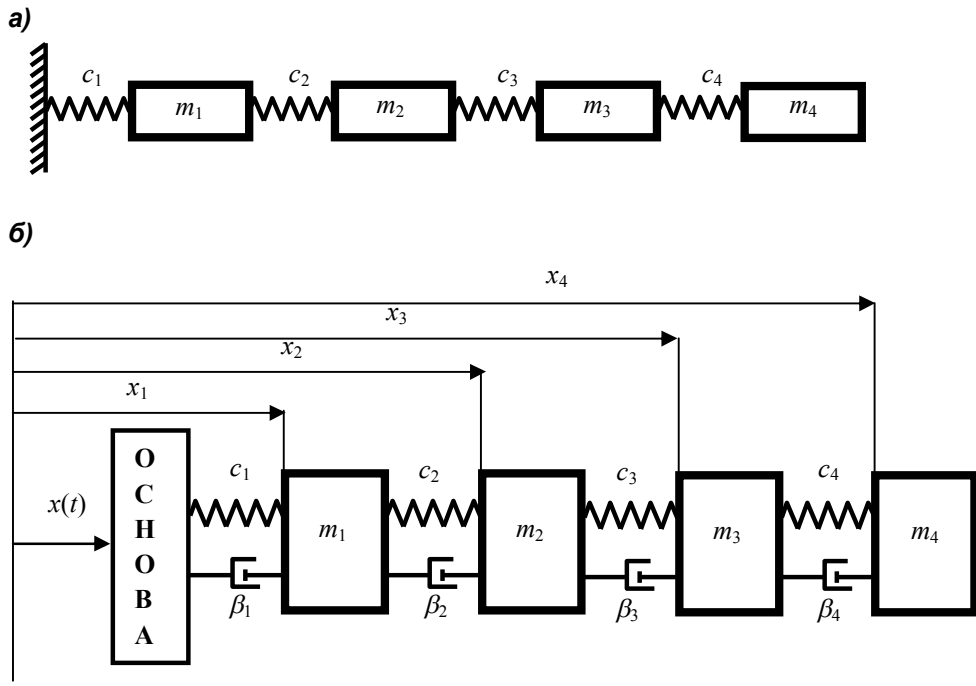 а)
c₁ c₂ c₃ c₄
m₁ m₂ m₃ m₄
б)
x₄
x₃
x₂
x₁
ОСНОВА
x(t)
c₁ c₂ c₃ c₄
m₁ m₂ m₃ m₄
β₁ β₂ β₃ β₄